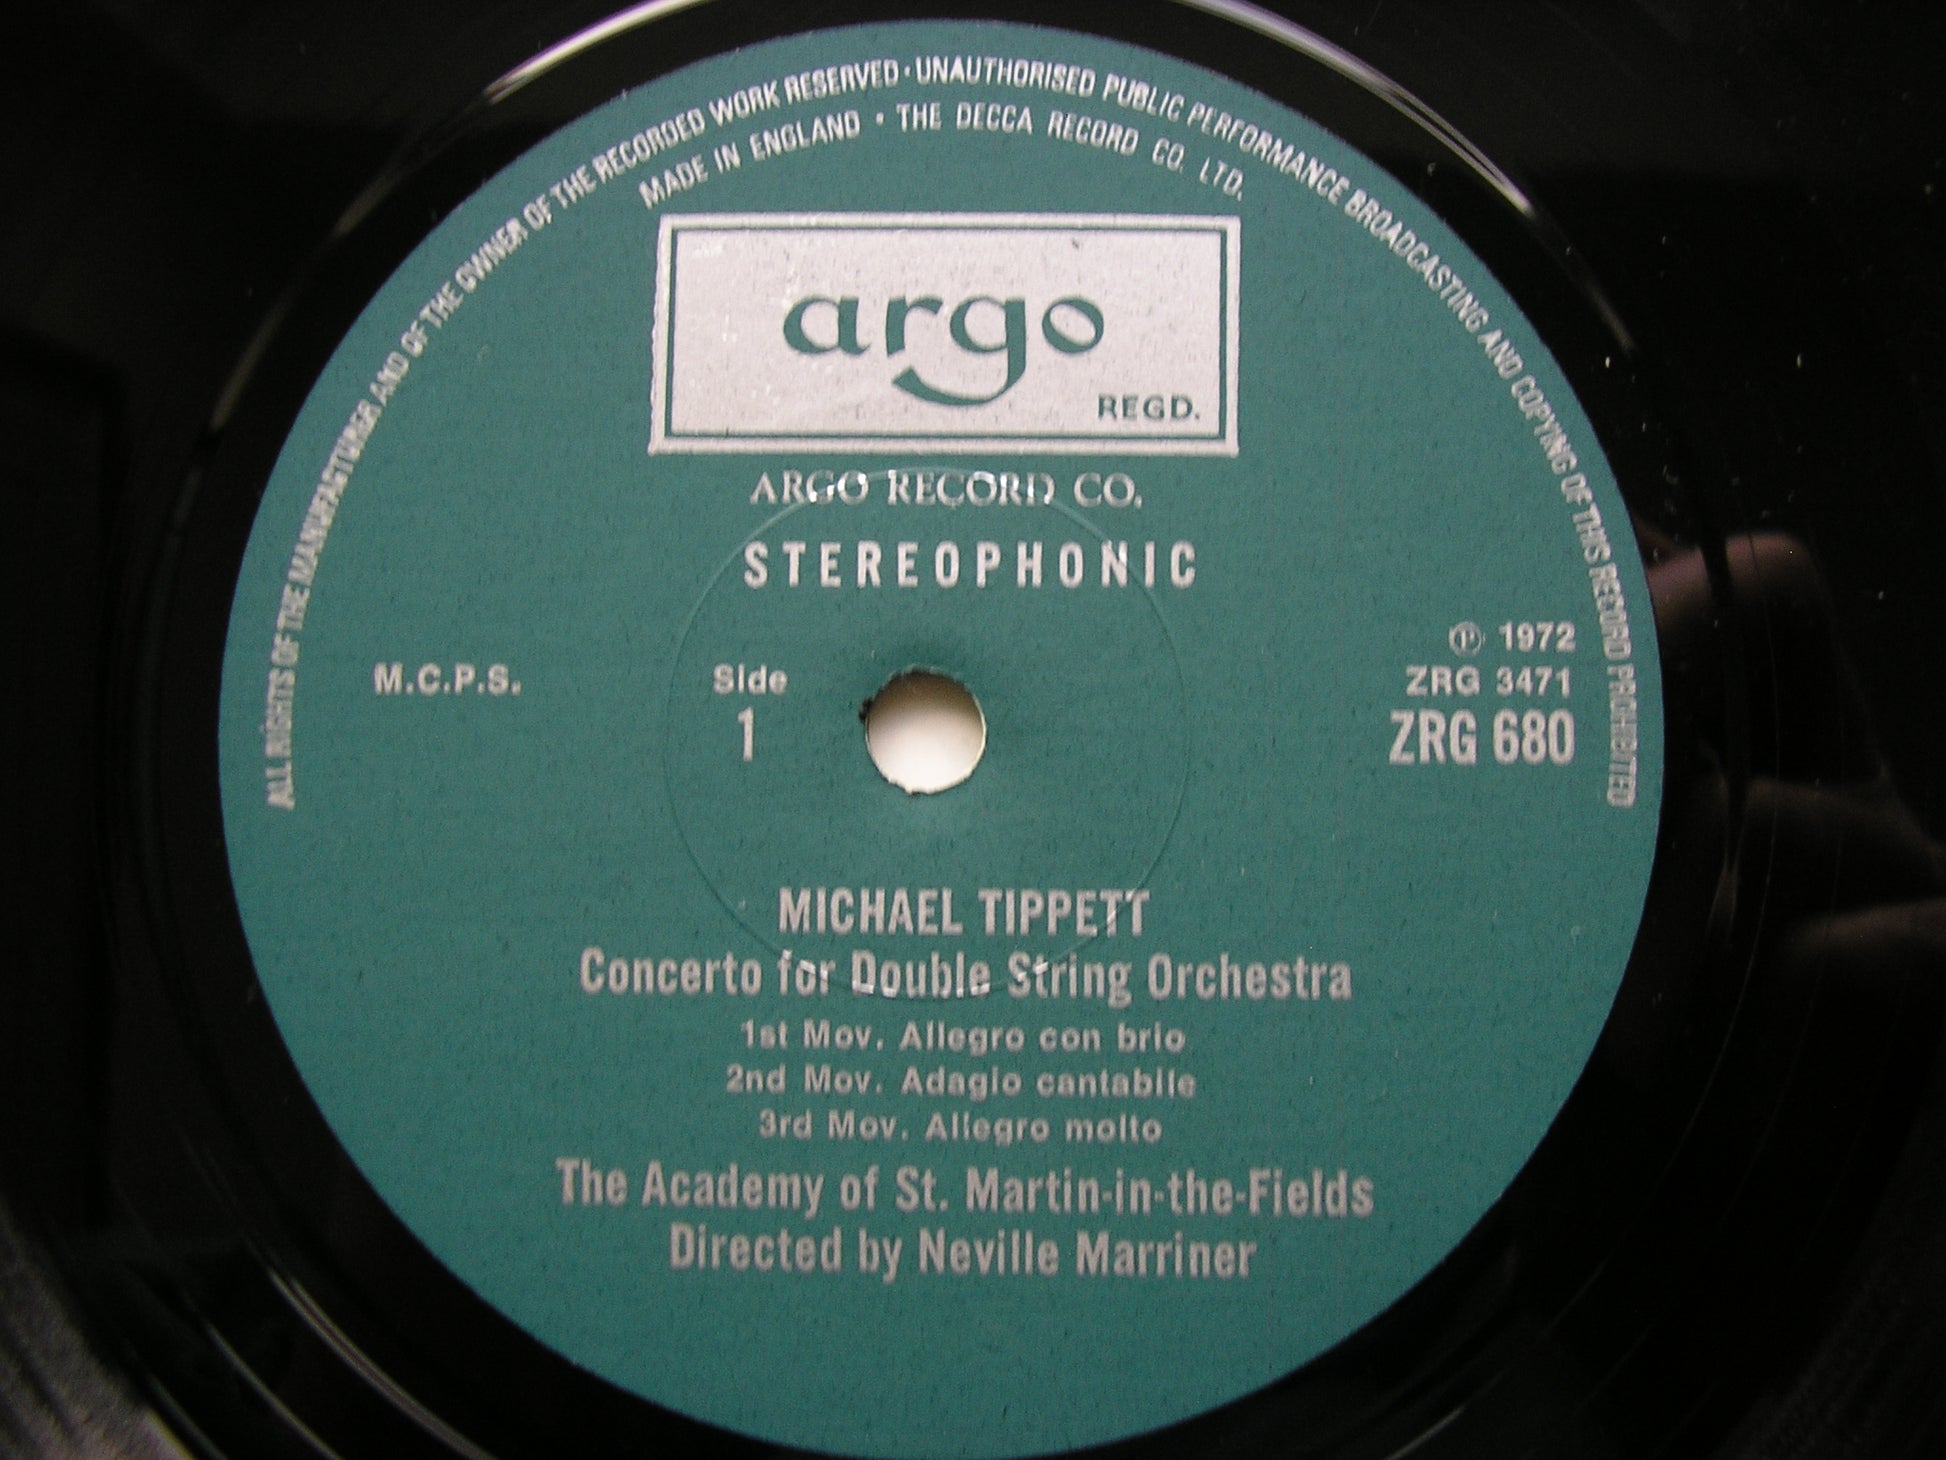 ALL RIGHTS OF THE MANUFACTURER AND OF THE OWNER OF THE RECORDED WORK RESERVED · UNAUTHORISED PUBLIC PERFORMANCE BROADCASTING AND COPYING OF THIS RECORD PROHIBITED
MADE IN ENGLAND · THE DECCA RECORD CO. LTD.
argo
REGD.
ARGO RECORD CO.
STEREOPHONIC
℗ 1972
M.C.P.S. Side ZRG 3471
1 ZRG 680
MICHAEL TIPPETT
Concerto for Double String Orchestra
1st Mov. Allegro con brio
2nd Mov. Adagio cantabile
3rd Mov. Allegro molto
The Academy of St. Martin-in-the-Fields
Directed by Neville Marriner